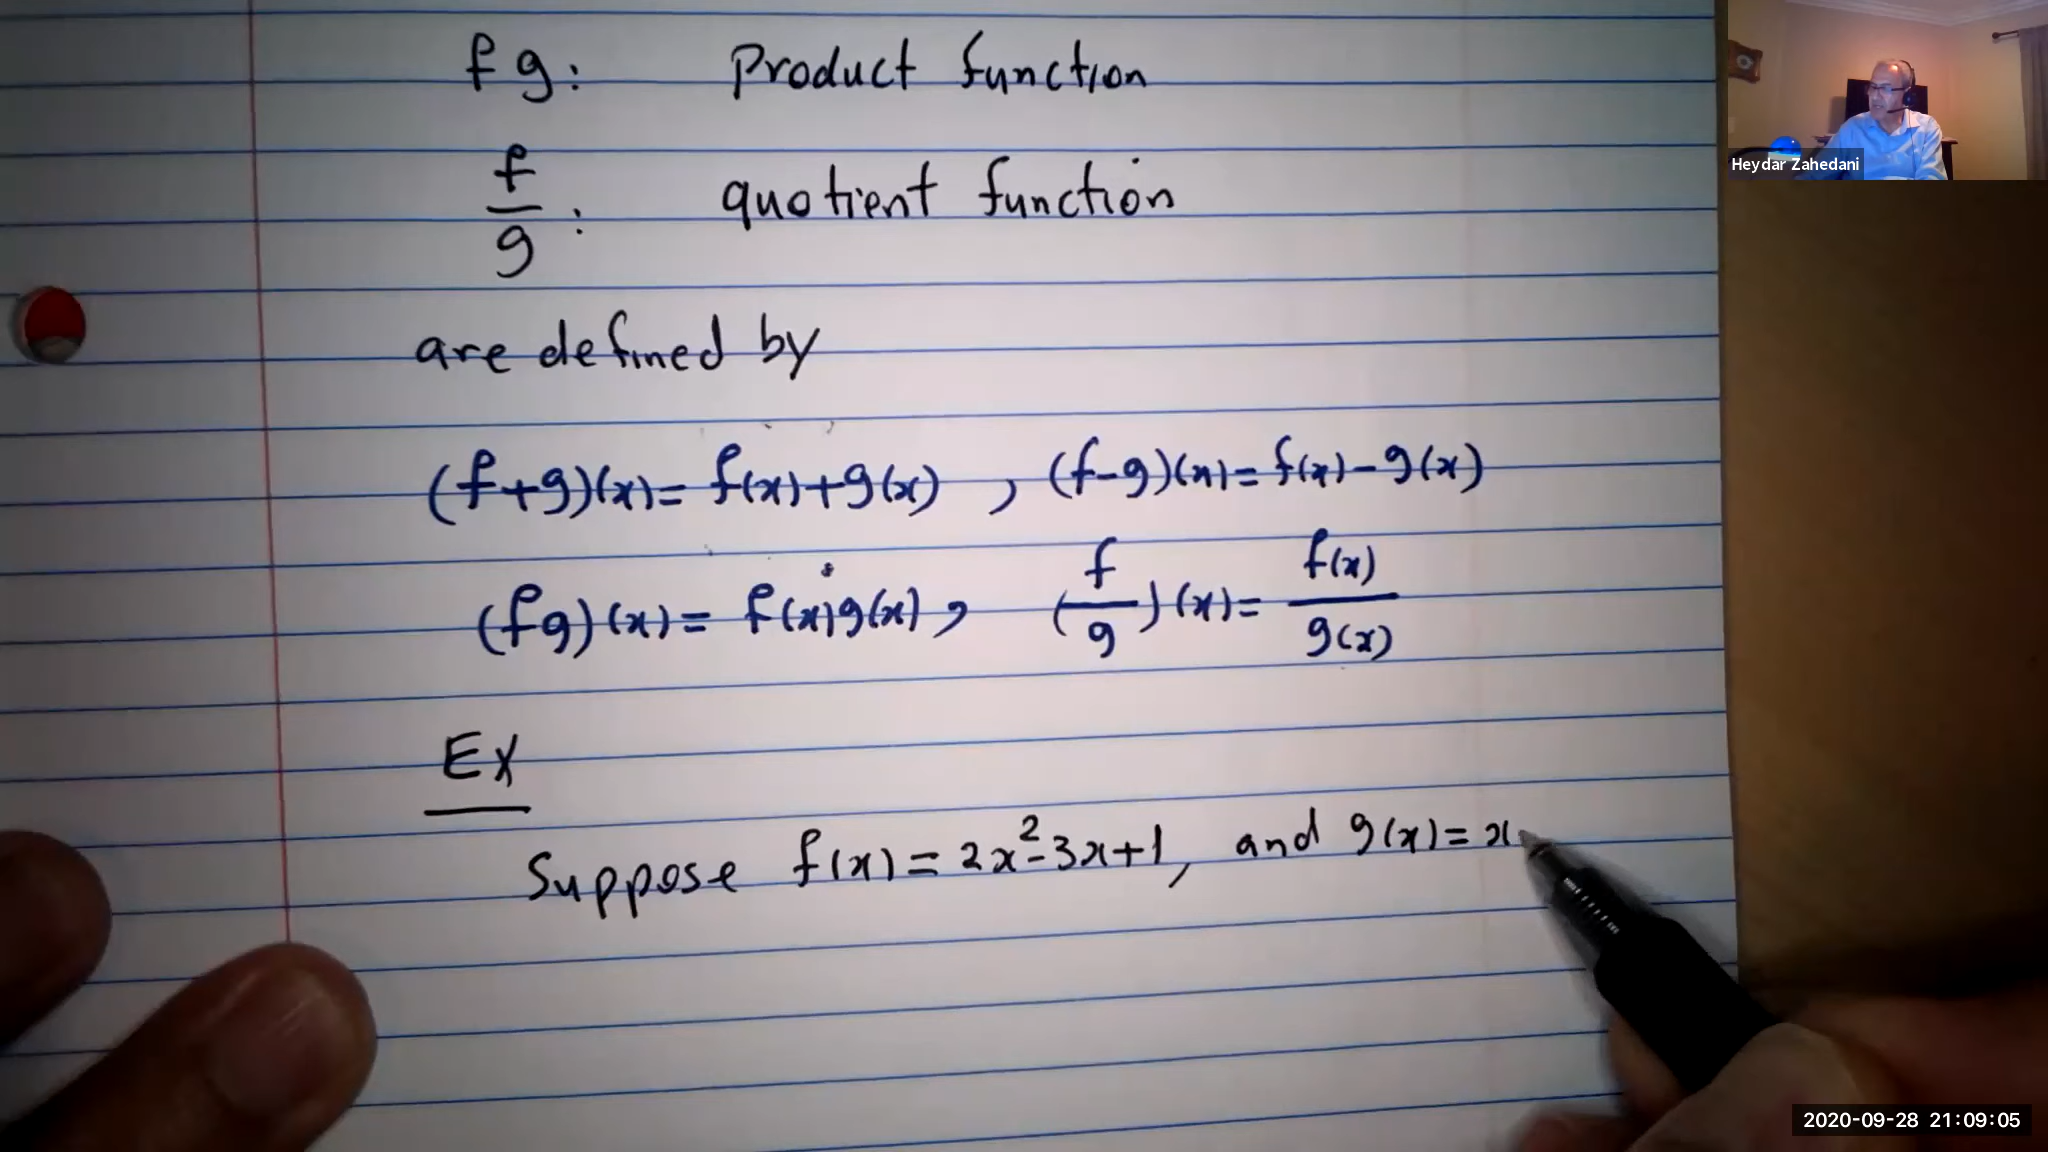 fg: Product function
f/g: quotient function
are defined by
(f+g)(x)= f(x)+g(x) , (f-g)(x)= f(x)-g(x)
(fg)(x)= f(x)g(x), (f/g)(x)= f(x)/g(x)
Ex
Suppose f(x)= 2x²-3x+1, and g(x)= x
Heydar Zahedani
2020-09-28 21:09:05